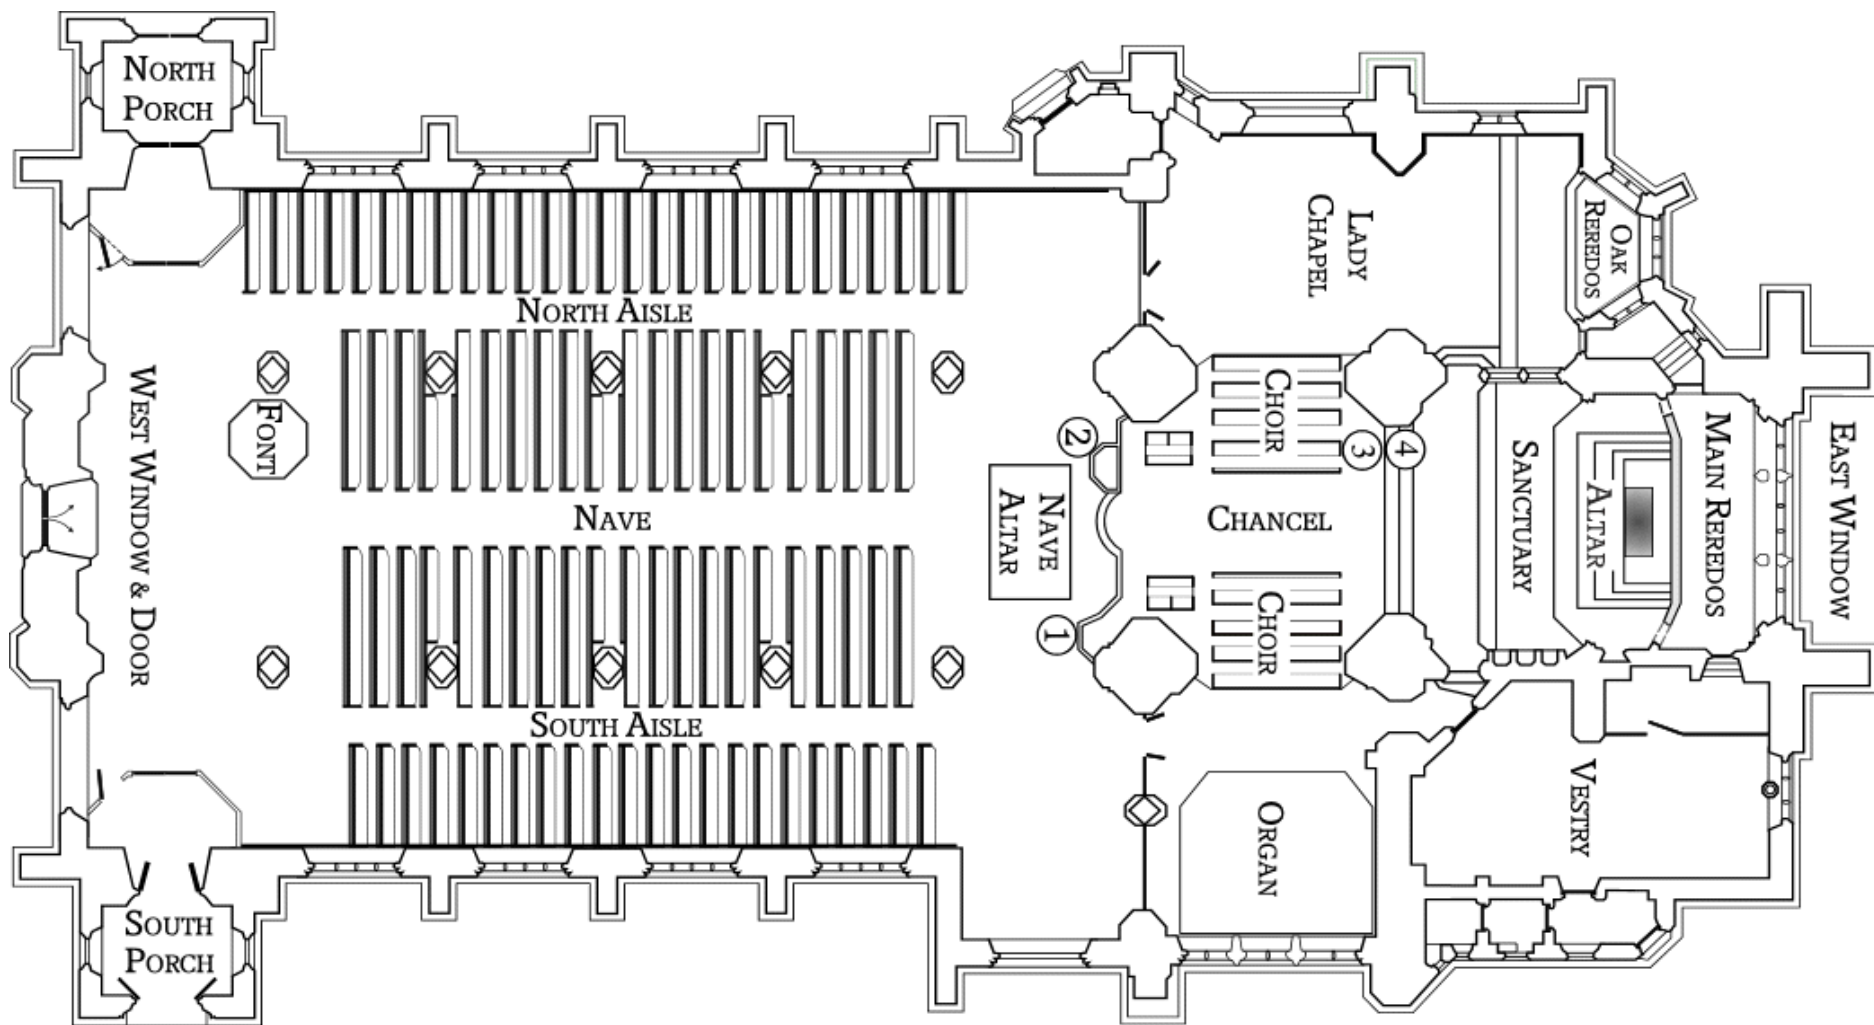 NORTH
PORCH
LADY
CHAPEL
OAK
REREDOS
NORTH AISLE
WEST WINDOW & DOOR
FONT
NAVE
NAVE
ALTAR
2
1
CHOIR
3
4
CHANCEL
CHOIR
SANCTUARY
ALTAR
MAIN REREDOS
EAST WINDOW
SOUTH AISLE
ORGAN
VESTRY
SOUTH
PORCH